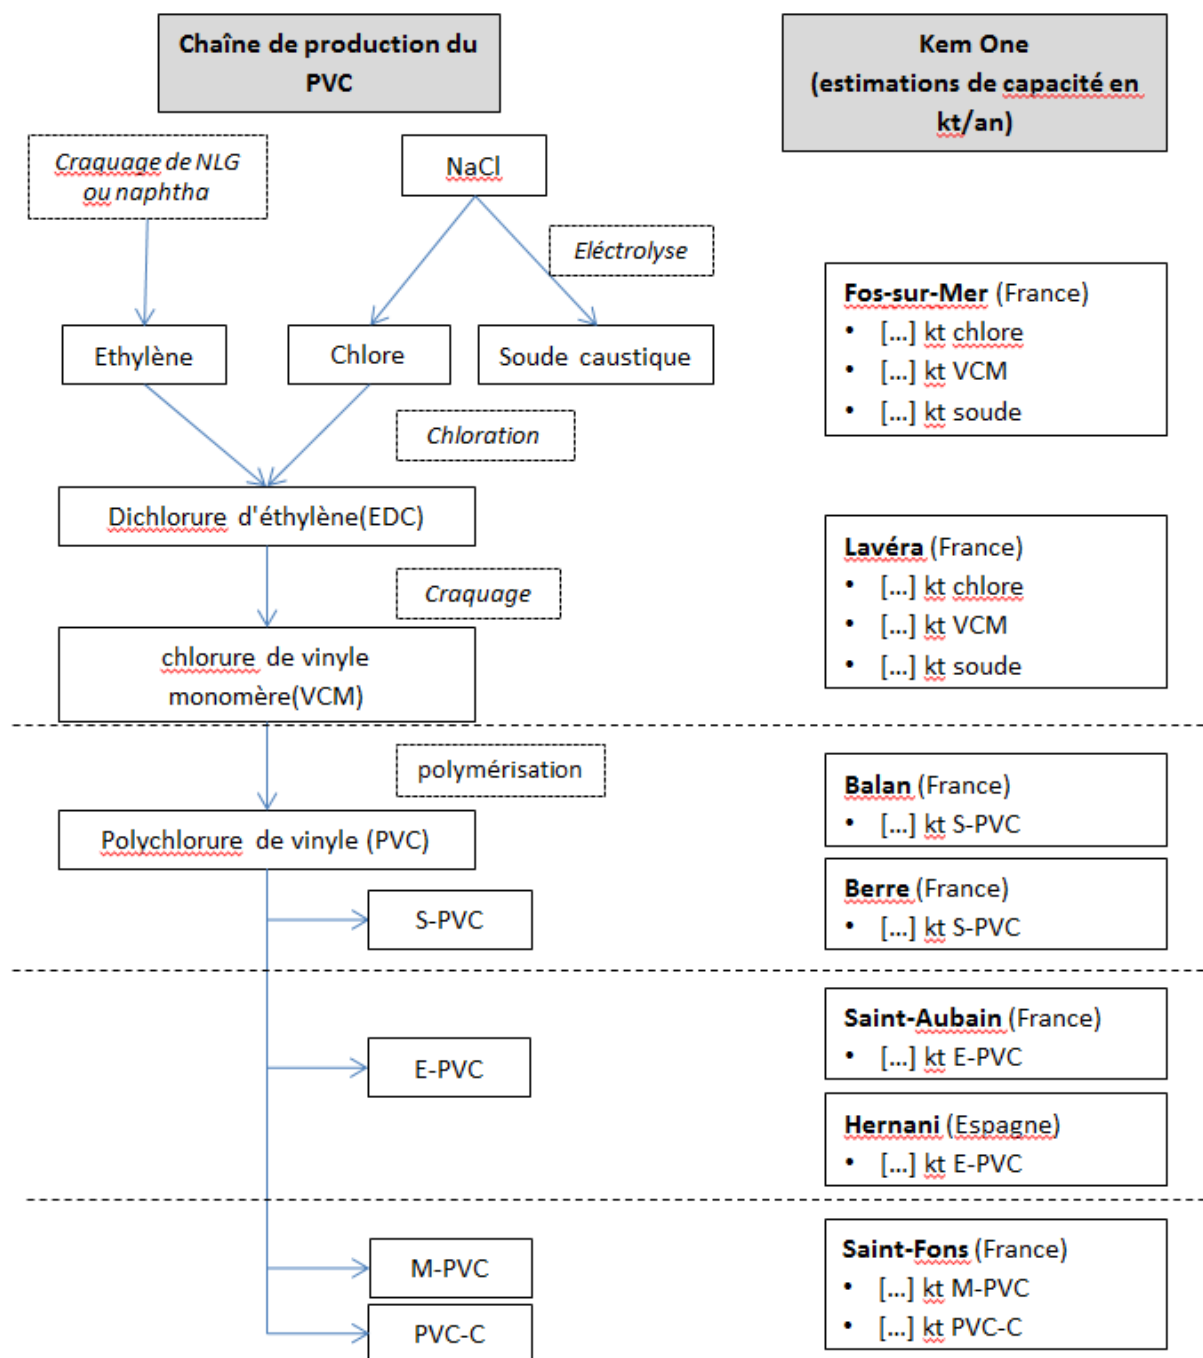 Chaîne de production du
PVC
Kem One
(estimations de capacité en
kt/an)
Craquage de NLG
ou naphtha
NaCl
Eléctrolyse
Ethylène
Chlore
Soude caustique
Fos-sur-Mer (France)
• [...] kt chlore
• [...] kt VCM
• [...] kt soude
Chloration
Dichlorure d'éthylène(EDC)
Craquage
chlorure de vinyle
monomère(VCM)
Lavéra (France)
• [...] kt chlore
• [...] kt VCM
• [...] kt soude
polymérisation
Polychlorure de vinyle (PVC)
S-PVC
Balan (France)
• [...] kt S-PVC
Berre (France)
• [...] kt S-PVC
E-PVC
Saint-Aubain (France)
• [...] kt E-PVC
Hernani (Espagne)
• [...] kt E-PVC
M-PVC
PVC-C
Saint-Fons (France)
• [...] kt M-PVC
• [...] kt PVC-C